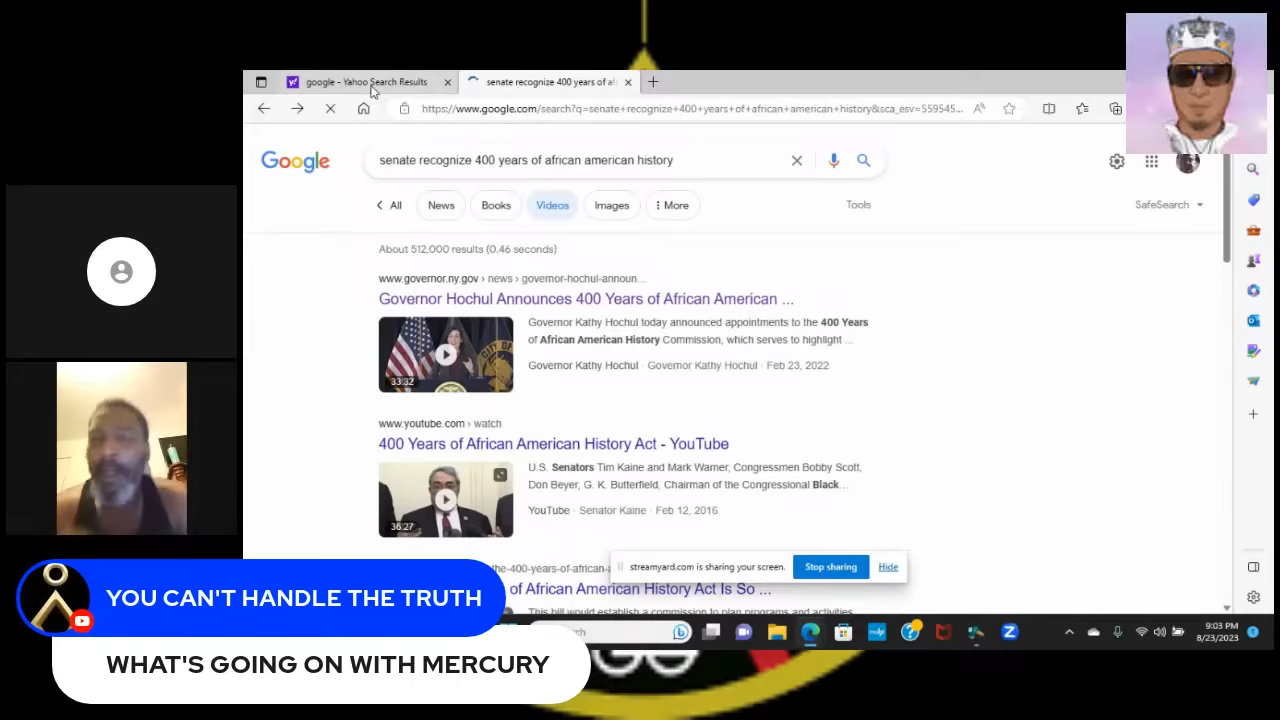 google - Yahoo Search Results
senate recognize 400 years of af
https://www.google.com/search?q=senate+recognize+400+years+of+african+american+history&sca_esv=559545...
Google
senate recognize 400 years of african american history
All
News
Books
Videos
Images
More
Tools
SafeSearch
About 512,000 results (0.46 seconds)
www.governor.ny.gov › news › governor-hochul-announ...
Governor Hochul Announces 400 Years of African American ...
Governor Kathy Hochul today announced appointments to the 400 Years
of African American History Commission, which serves to highlight ...
33:32
Governor Kathy Hochul Governor Kathy Hochul - Feb 23, 2022
www.youtube.com › watch
400 Years of African American History Act - YouTube
U.S. Senators Tim Kaine and Mark Warner, Congressmen Bobby Scott,
Don Beyer, G. K. Butterfield, Chairman of the Congressional Black...
36:27
YouTube - Senator Kaine - Feb 12, 2016
streamyard.com is sharing your screen.
Stop sharing
Hide
the-400-years-of-african-a
of African American History Act Is So ...
This bill would establish a commission to plan programs and activities
9:03 PM
8/23/2023
YOU CAN'T HANDLE THE TRUTH
WHAT'S GOING ON WITH MERCURY